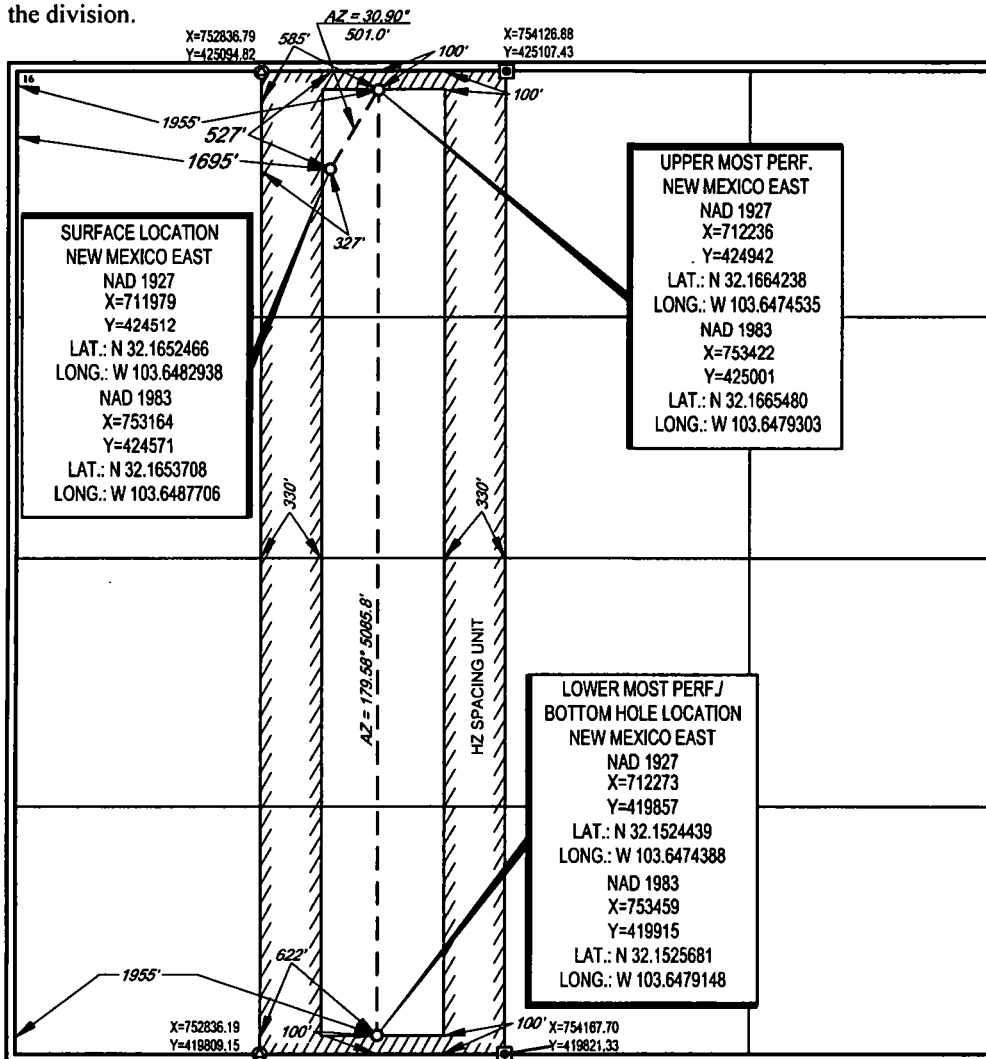 the division.
X=752836.79
Y=425094.82
585'
AZ = 30.90°
501.0'
100'
X=754126.88
Y=425107.43
16
100'
1955'
527'
1695'
327'
SURFACE LOCATION
NEW MEXICO EAST
NAD 1927
X=711979
Y=424512
LAT.: N 32.1652466
LONG.: W 103.6482938
NAD 1983
X=753164
Y=424571
LAT.: N 32.1653708
LONG.: W 103.6487706
UPPER MOST PERF.
NEW MEXICO EAST
NAD 1927
X=712236
Y=424942
LAT.: N 32.1664238
LONG.: W 103.6474535
NAD 1983
X=753422
Y=425001
LAT.: N 32.1665480
LONG.: W 103.6479303
330'
330'
AZ = 179.58° 5085.8'
HZ SPACING UNIT
LOWER MOST PERF./
BOTTOM HOLE LOCATION
NEW MEXICO EAST
NAD 1927
X=712273
Y=419857
LAT.: N 32.1524439
LONG.: W 103.6474388
NAD 1983
X=753459
Y=419915
LAT.: N 32.1525681
LONG.: W 103.6479148
622'
1955'
X=752836.19
Y=419809.15
100'
100'
X=754167.70
Y=419821.33